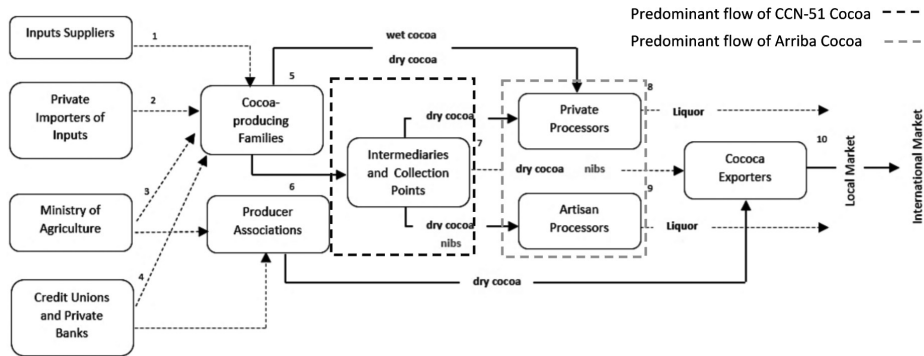 Predominant flow of CCN-51 Cocoa
Predominant flow of Arriba Cocoa
Inputs Suppliers
1
wet cocoa
dry cocoa
Private
Importers of
Inputs
2
5
Cocoa-
producing
Families
dry cocoa
7
Intermediaries
and Collection
Points
dry cocoa
nibs
8
Private
Processors
Liquor
dry cocoa
nibs
9
Artisan
Processors
Liquor
10
Cococa
Exporters
Local Market
International Market
3
Ministry of
Agriculture
6
Producer
Associations
4
Credit Unions
and Private
Banks
dry cocoa